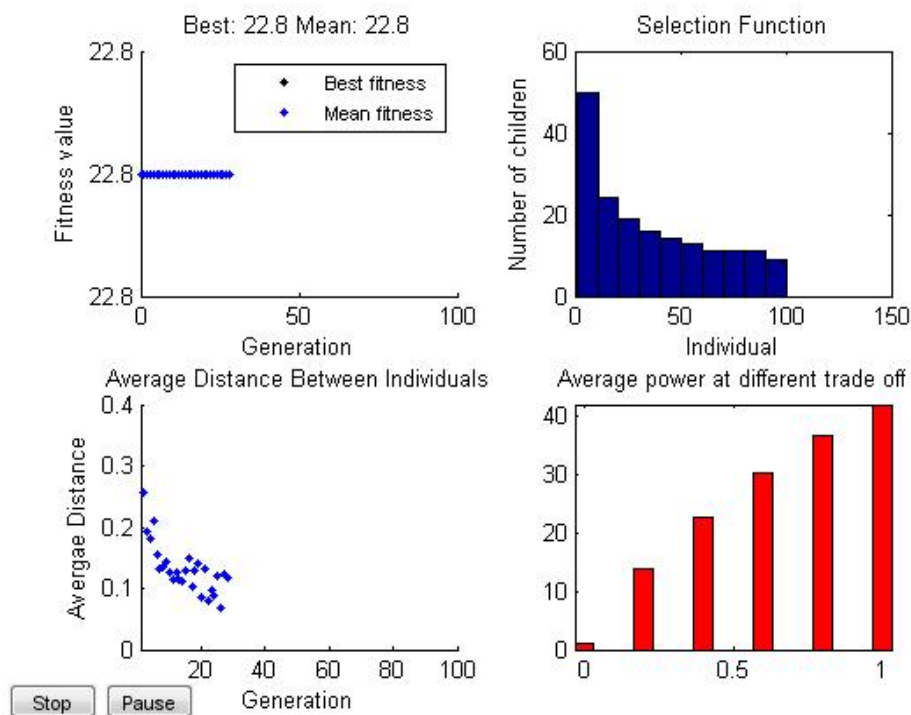 Best: 22.8 Mean: 22.8
22.8
22.8
22.8
Fitness value
Best fitness
Mean fitness
0
50
100
Generation
Selection Function
60
40
20
0
Number of children
0
50
100
150
Individual
Average Distance Between Individuals
0.4
0.3
0.2
0.1
0
Avergae Distance
20
40
60
80
100
Generation
Average power at different trade off
40
30
20
10
0
0
0.5
1
Stop
Pause